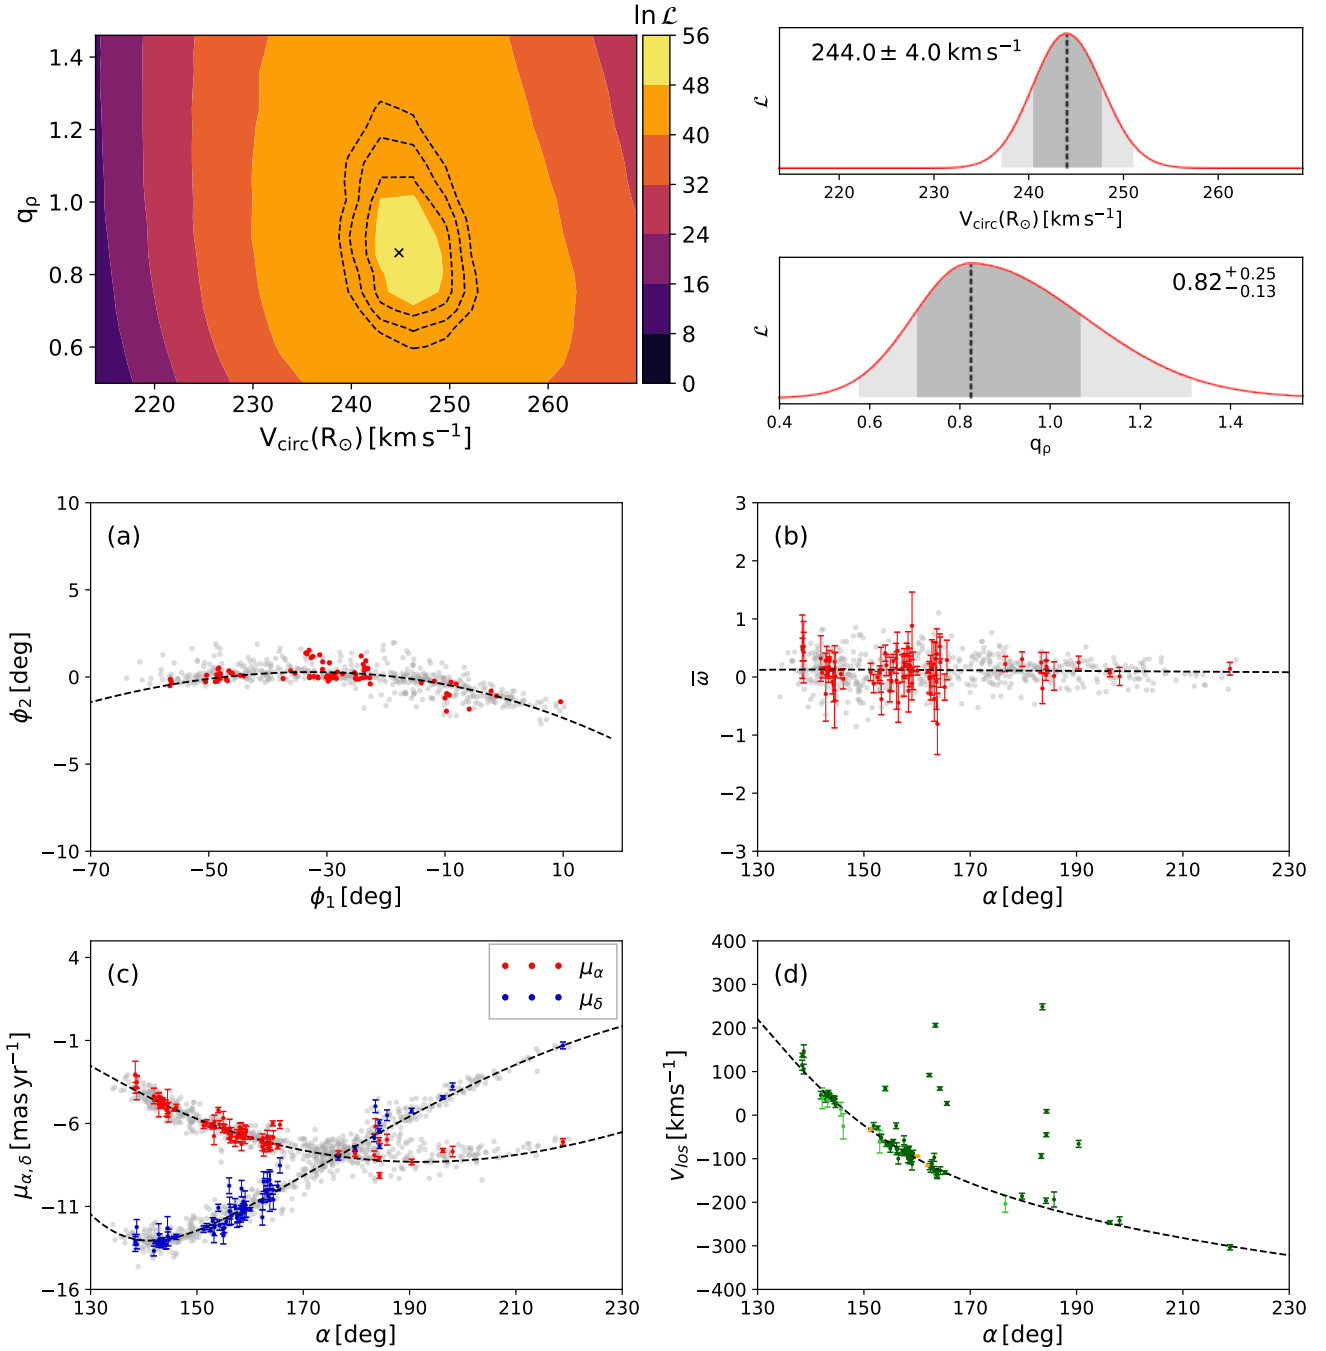 ln ℒ
1.4
1.2
1.0
0.8
0.6
qρ
220 230 240 250 260
Vcirc(R⊙) [km s−1]
56
48
40
32
24
16
8
0
244.0 ± 4.0 km s−1
ℒ
220 230 240 250 260
Vcirc(R⊙) [km s−1]
0.82 +0.25 −0.13
ℒ
0.4 0.6 0.8 1.0 1.2 1.4
qρ
(a)
10
5
0
−5
−10
ϕ2 [deg]
−70 −50 −30 −10 10
ϕ1 [deg]
(b)
3
2
1
0
−1
−2
−3
ϖ
130 150 170 190 210 230
α [deg]
(c)
μα
μδ
4
−1
−6
−11
−16
μα, δ [mas yr−1]
130 150 170 190 210 230
α [deg]
(d)
400
300
200
100
0
−100
−200
−300
−400
vlos [kms−1]
130 150 170 190 210 230
α [deg]